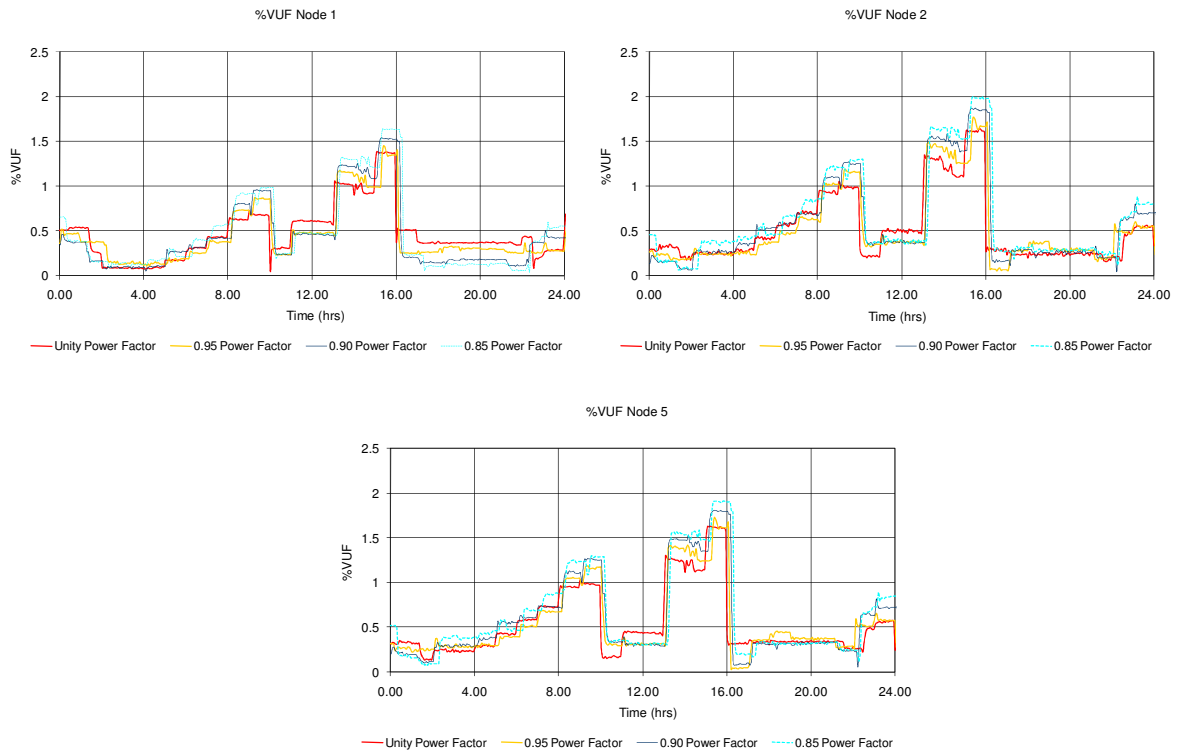 %VUF Node 1
2.5
2
1.5
1
0.5
0
%VUF
0.00 4.00 8.00 12.00 16.00 20.00 24.00
Time (hrs)
Unity Power Factor 0.95 Power Factor 0.90 Power Factor 0.85 Power Factor
%VUF Node 2
2.5
2
1.5
1
0.5
0
%VUF
0.00 4.00 8.00 12.00 16.00 20.00 24.00
Time (hrs)
Unity Power Factor 0.95 Power Factor 0.90 Power Factor 0.85 Power Factor
%VUF Node 5
2.5
2
1.5
1
0.5
0
%VUF
0.00 4.00 8.00 12.00 16.00 20.00 24.00
Time (hrs)
Unity Power Factor 0.95 Power Factor 0.90 Power Factor 0.85 Power Factor